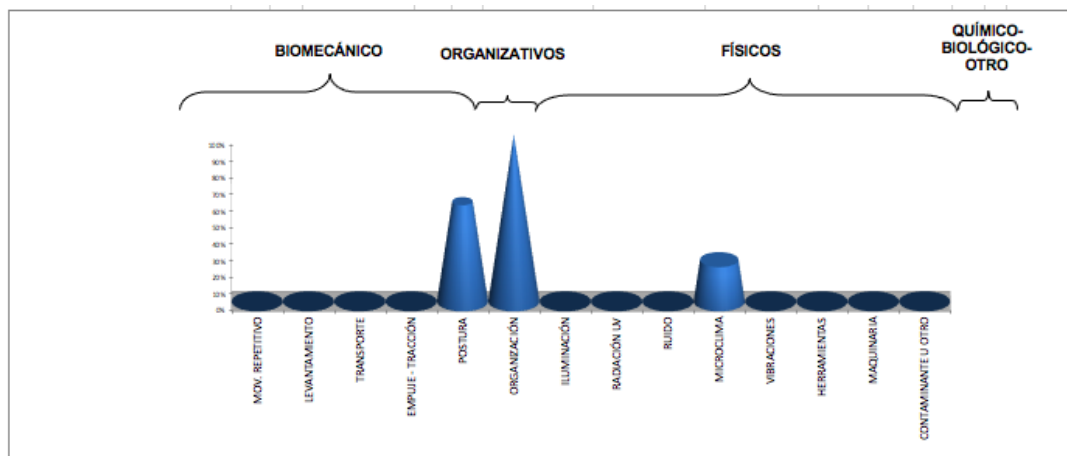 BIOMECÁNICO
ORGANIZATIVOS
FÍSICOS
QUÍMICO-
BIOLÓGICO-
OTRO
100%
90%
80%
70%
60%
50%
40%
30%
20%
10%
0%
MOV. REPETITIVO
LEVANTAMIENTO
TRANSPORTE
EMPUJE - TRACCIÓN
POSTURA
ORGANIZACIÓN
ILUMINACIÓN
RADIACIÓN LV
RUIDO
MICROCLIMA
VIBRACIONES
HERRAMIENTAS
MAQUINARIA
CONTAMINANTE U OTRO